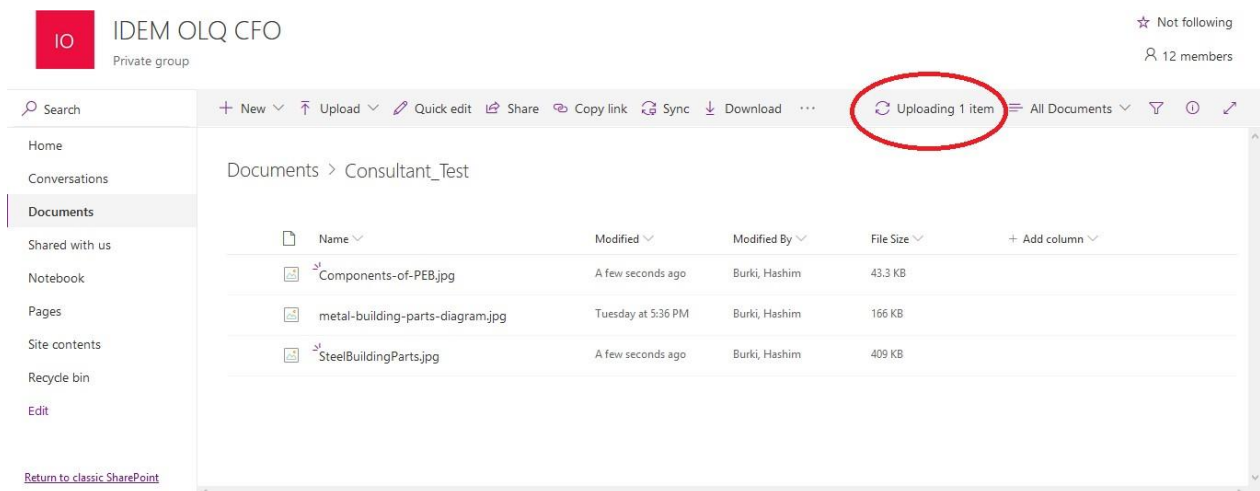 IO
IDEM OLQ CFO
Private group
Not following
12 members
Search
+ New Upload Quick edit Share Copy link Sync Download ... Uploading 1 item All Documents
Home
Conversations
Documents
Shared with us
Notebook
Pages
Site contents
Recycle bin
Edit
Return to classic SharePoint
Documents > Consultant_Test
Name Modified Modified By File Size + Add column
Components-of-PEB.jpg A few seconds ago Burki, Hashim 43.3 KB
metal-building-parts-diagram.jpg Tuesday at 5:36 PM Burki, Hashim 166 KB
SteelBuildingParts.jpg A few seconds ago Burki, Hashim 409 KB